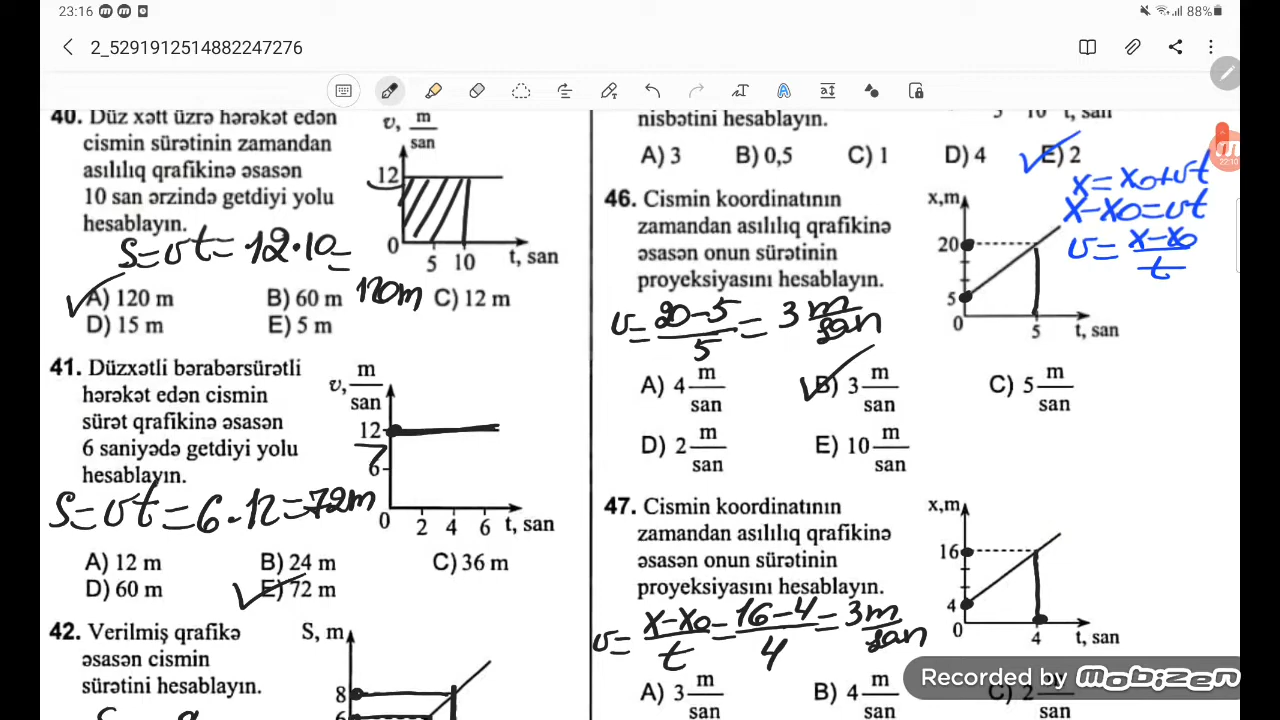 23:16
88%
2_5291912514882247276
40. Düz xətt üzrə hərəkət edən
cismin sürətinin zamandan
asılılıq qrafikinə əsasən
10 san ərzində getdiyi yolu
hesablayın.
υ, m/san
12
0
5 10 t, san
S=υt=12·10=
120m
A) 120 m B) 60 m C) 12 m
D) 15 m E) 5 m
41. Düzxətli bərabərsürətli
hərəkət edən cismin
sürət qrafikinə əsasən
6 saniyədə getdiyi yolu
hesablayın.
υ, m/san
12
6
0 2 4 6 t, san
S=υt=6·12=72m
A) 12 m B) 24 m C) 36 m
D) 60 m E) 72 m
42. Verilmiş qrafikə
əsasən cismin
sürətini hesablayın.
S, m
8
nisbətini hesablayın.
t, san
A) 3 B) 0,5 C) 1 D) 4 E) 2
x=x0+υt
x-x0=υt
υ=x-x0/t
46. Cismin koordinatının
zamandan asılılıq qrafikinə
əsasən onun sürətinin
proyeksiyasını hesablayın.
x,m
20
5
0 5 t, san
υ=20-5/5=3 m/san
A) 4 m/san B) 3 m/san C) 5 m/san
D) 2 m/san E) 10 m/san
47. Cismin koordinatının
zamandan asılılıq qrafikinə
əsasən onun sürətinin
proyeksiyasını hesablayın.
x,m
16
4
0 4 t, san
υ=x-x0/t=16-4/4=3 m/san
A) 3 m/san B) 4 m/san
22:10
Recorded by mobizen